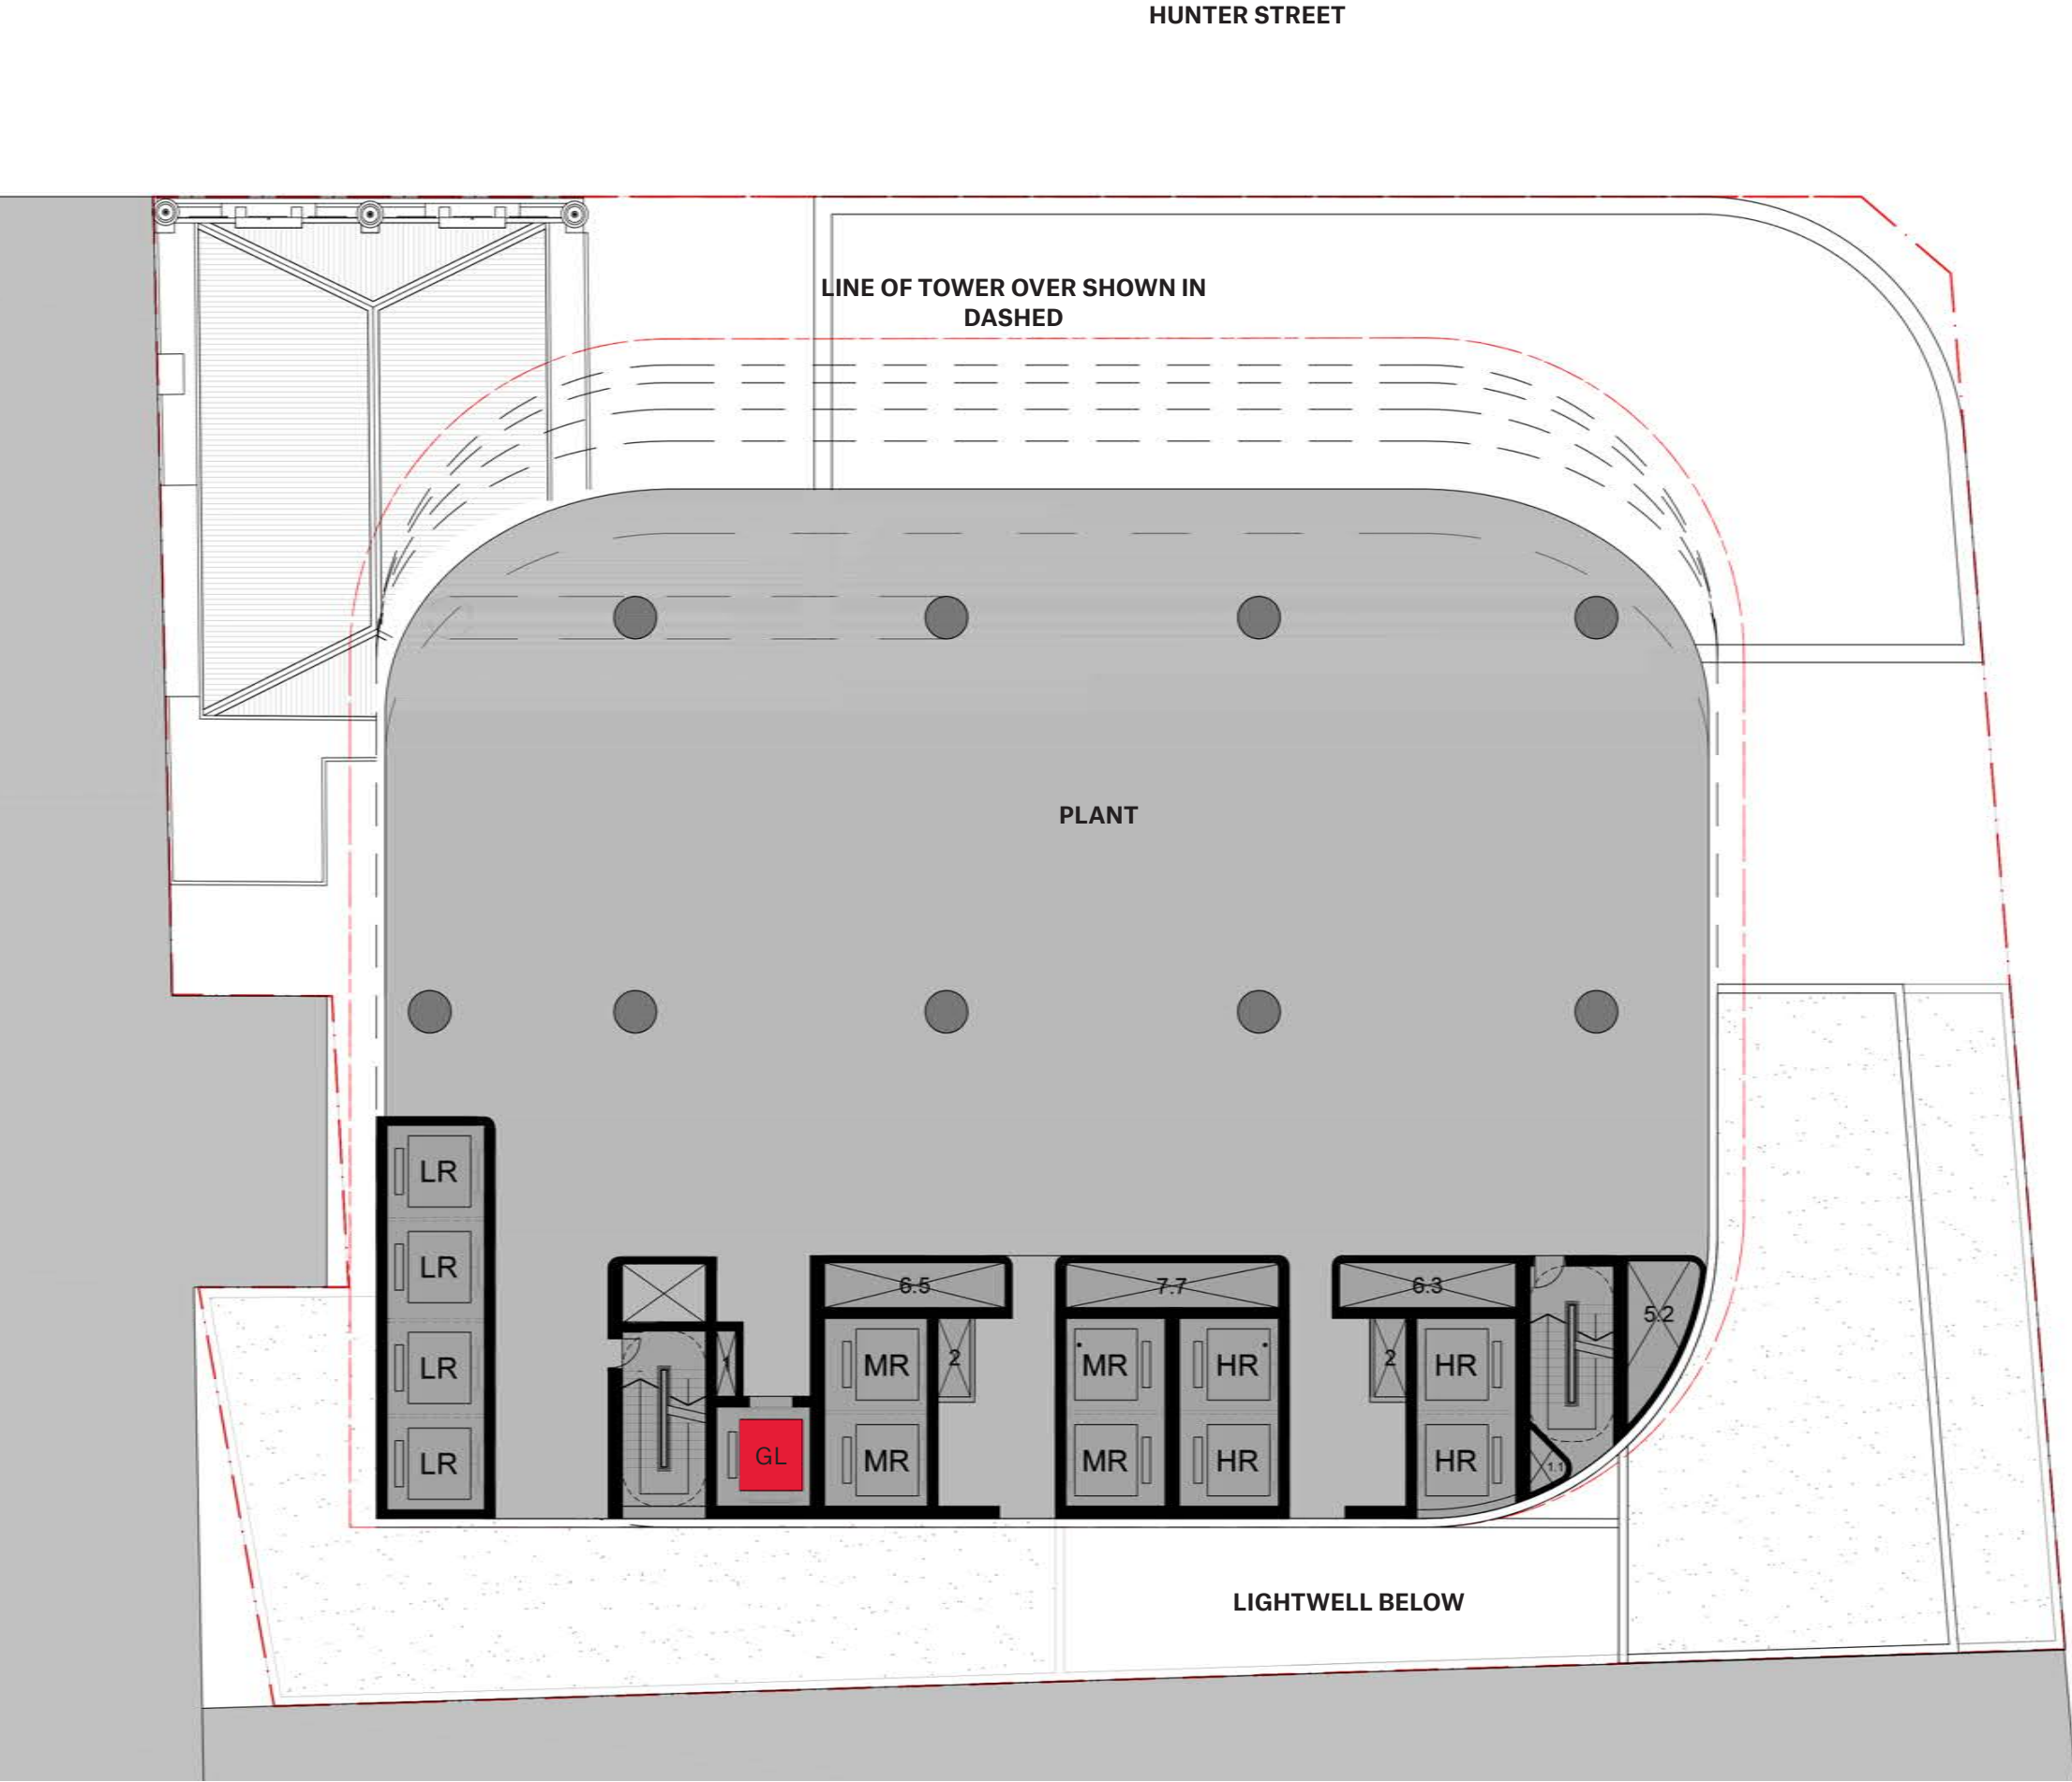 HUNTER STREET
LINE OF TOWER OVER SHOWN IN
DASHED
PLANT
LR
LR
LR
LR
6.5
7.7
6.3
5.2
1
MR
2
MR
HR
2
HR
GL
MR
MR
HR
HR
1.1
LIGHTWELL BELOW